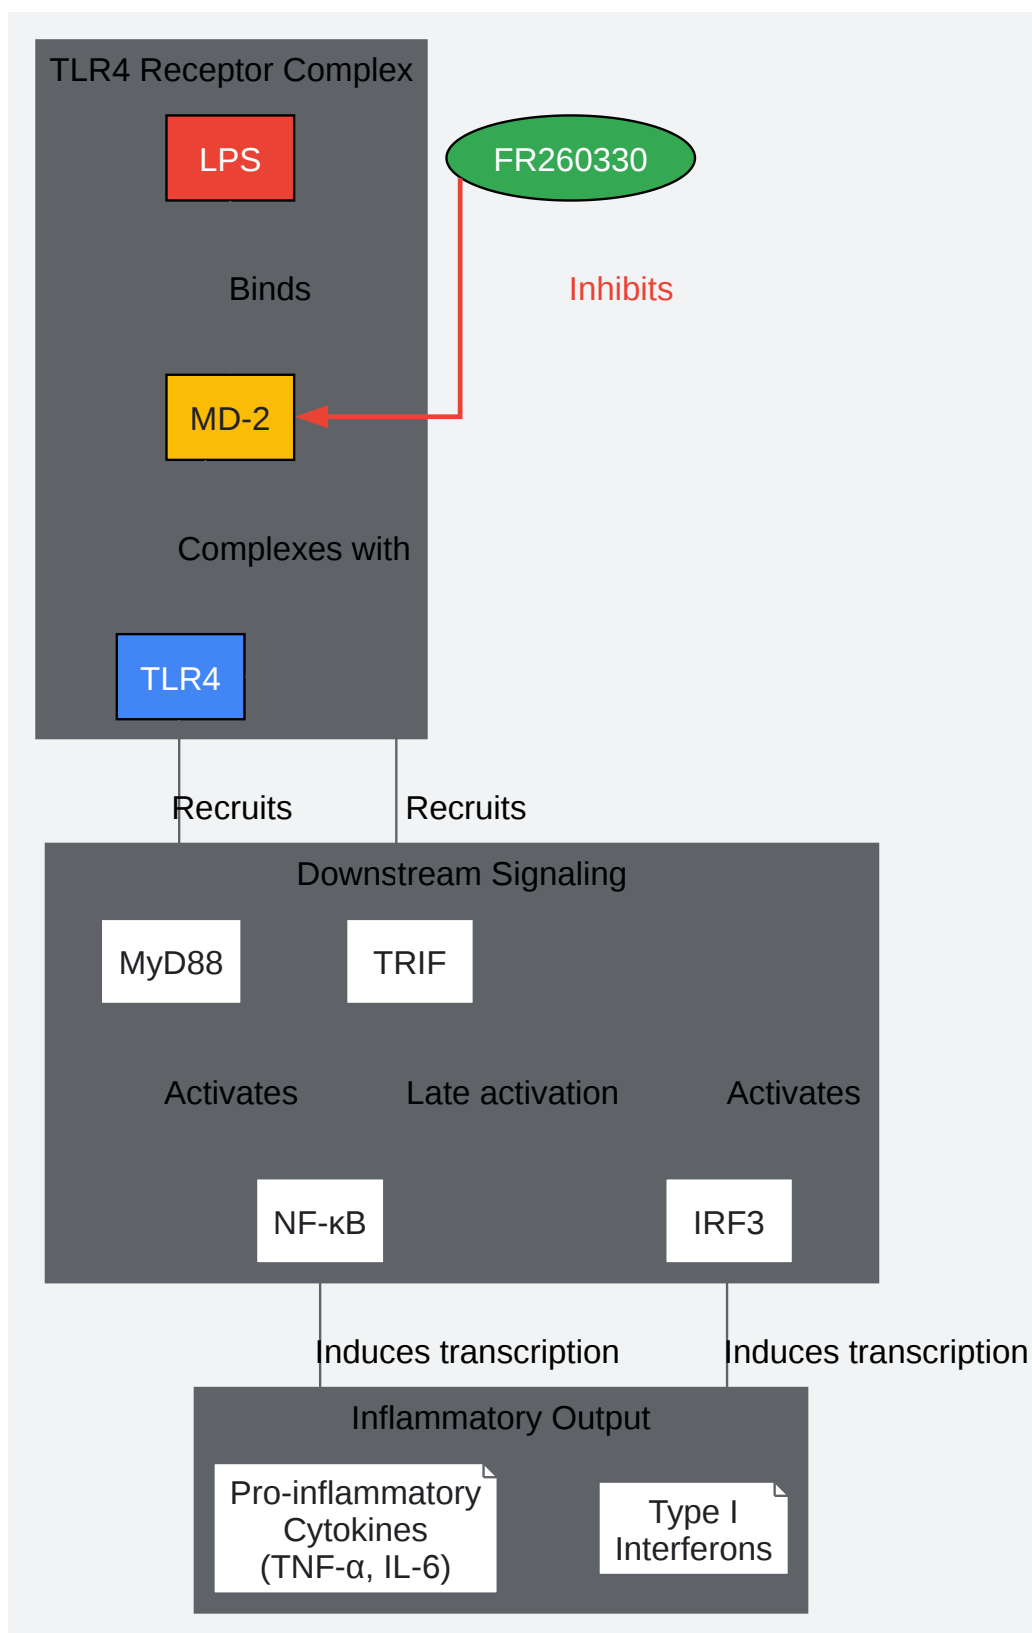 TLR4 Receptor Complex
LPS
FR260330
Binds
Inhibits
MD-2
Complexes with
TLR4
Recruits
Recruits
Downstream Signaling
MyD88
TRIF
Activates
Late activation
Activates
NF-κB
IRF3
Induces transcription
Induces transcription
Inflammatory Output
Pro-inflammatory
Cytokines
(TNF-α, IL-6)
Type I
Interferons